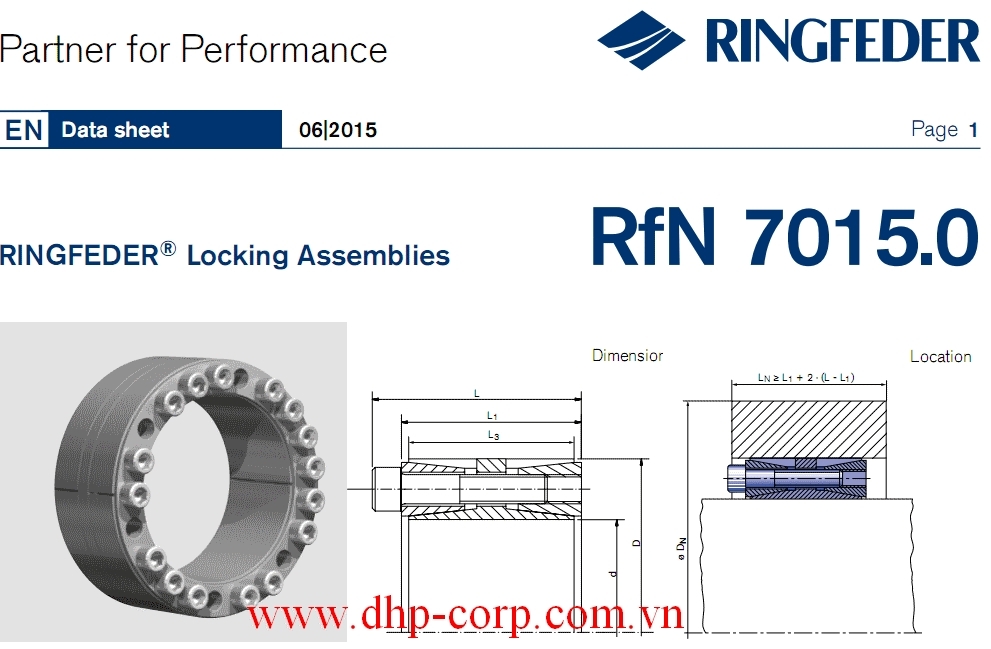 Partner for Performance
RINGFEDER
EN Data sheet 06|2015 Page 1
RINGFEDER® Locking Assemblies
RfN 7015.0
Dimensior
Location
L
L1
L3
D
d
LN ≥ L1 + 2 · (L - L1)
ø DN
www.dhp-corp.com.vn